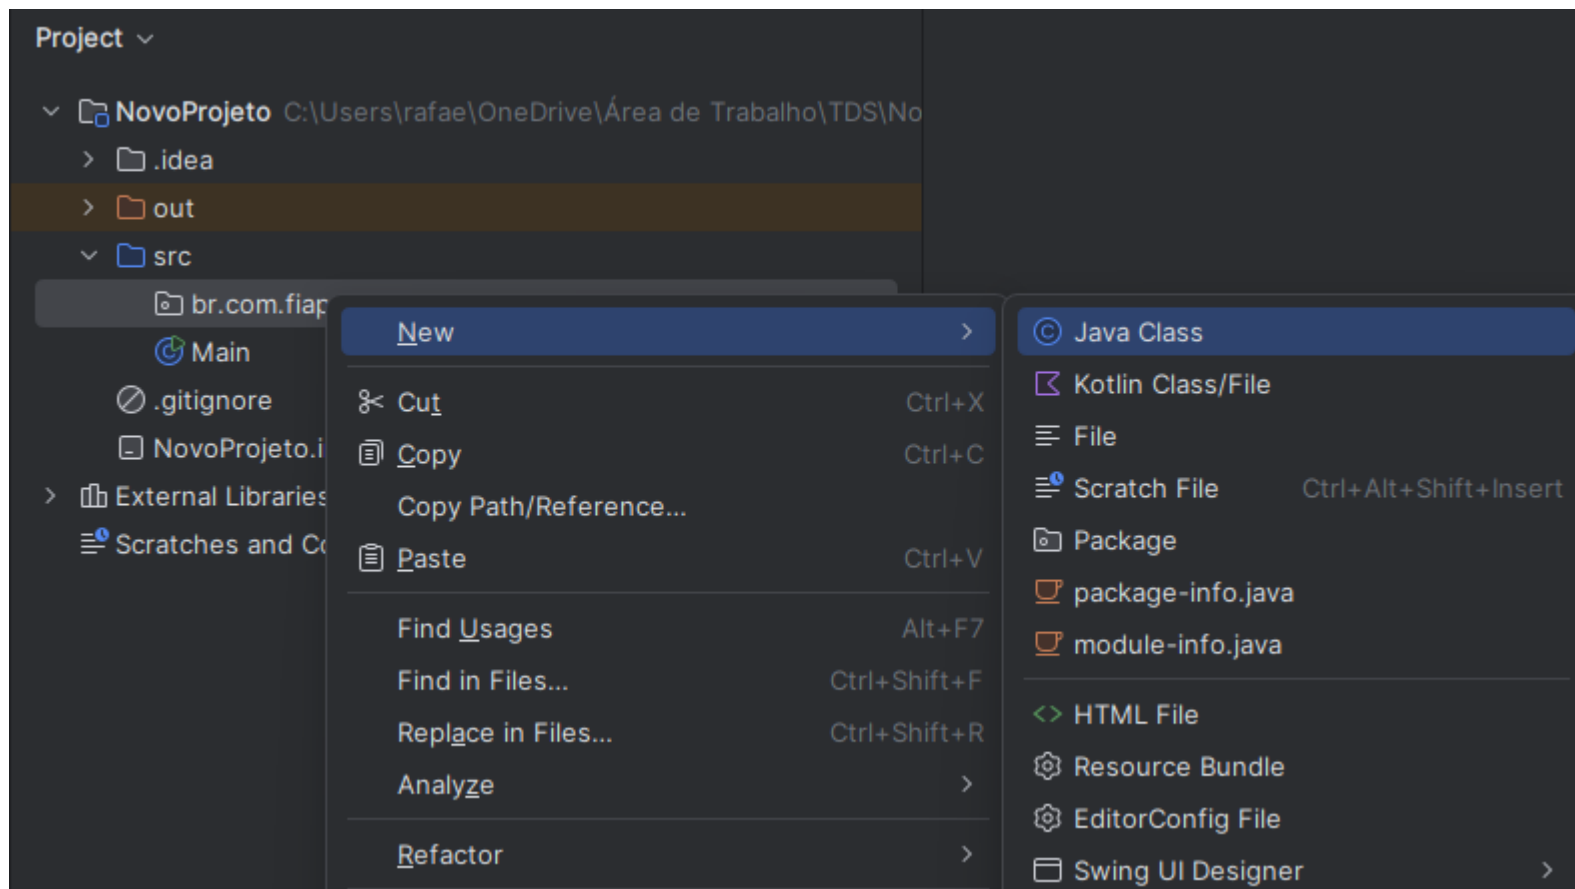 Project
NovoProjeto C:\Users\rafae\OneDrive\Área de Trabalho\TDS\No
.idea
out
src
br.com.fiap
Main
.gitignore
NovoProjeto.i
External Libraries
Scratches and Co
New
Cut Ctrl+X
Copy Ctrl+C
Copy Path/Reference...
Paste Ctrl+V
Find Usages Alt+F7
Find in Files... Ctrl+Shift+F
Replace in Files... Ctrl+Shift+R
Analyze
Refactor
Java Class
Kotlin Class/File
File
Scratch File Ctrl+Alt+Shift+Insert
Package
package-info.java
module-info.java
HTML File
Resource Bundle
EditorConfig File
Swing UI Designer